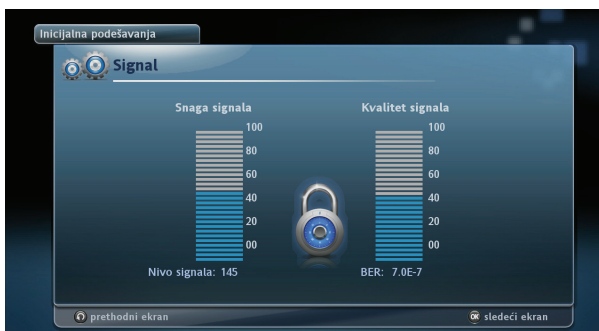 Inicijalna podešavanja
Signal
Snaga signala
100
80
60
40
20
00
Nivo signala: 145
Kvalitet signala
100
80
60
40
20
00
BER: 7.0E-7
prethodni ekran
OK sledeći ekran